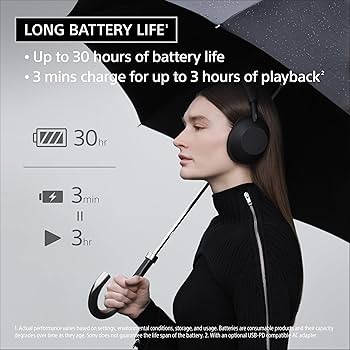 LONG BATTERY LIFE¹
• Up to 30 hours of battery life
• 3 mins charge for up to 3 hours of playback²
30hr
3min
=
3hr
1. Actual performance varies based on settings, environmental conditions, storage, and usage. Batteries are consumable products and their capacity
degrades over time as they age. Sony does not guarantee the life span of the battery. 2. With an optional USB-PD compatible AC adapter.